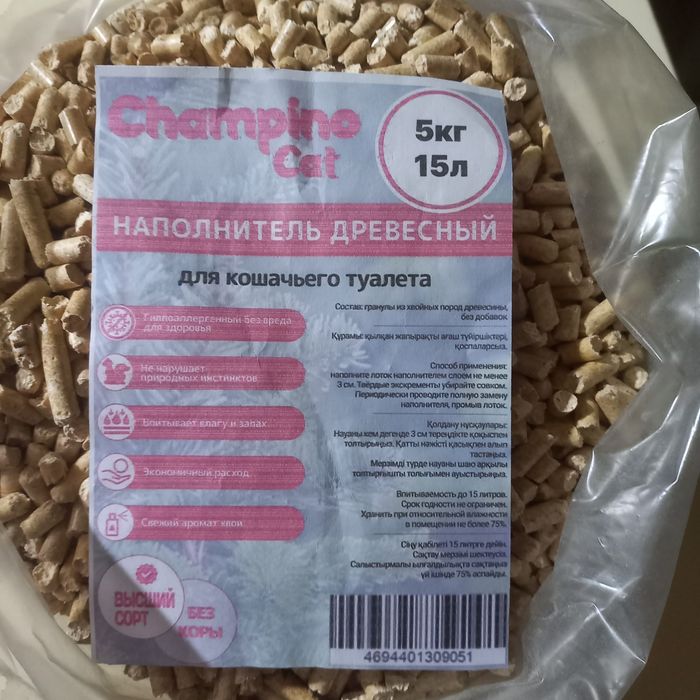 Champino
Cat
5кг
15л
НАПОЛНИТЕЛЬ ДРЕВЕСНЫЙ
для кошачьего туалета
Гипоаллергенный без вреда
для здоровья
Не нарушает
природных инстинктов
Впитывает влагу и запах
Экономичный расход
Свежий аромат хвои
ВЫСШИЙ
СОРТ
БЕЗ
КОРЫ
Состав: гранулы из хвойных пород древесины,
без добавок
Құрамы: қылқан жапырақты ағаш түйіршіктері,
қоспаларсыз.
Способ применения:
наполните лоток наполнителем слоем не менее
3 см. Твёрдые экскременты убирайте совком.
Периодически проводите полную замену
наполнителя, промыв лоток.
Қолдану нұсқаулары:
Науаны кем дегенде 3 см тереңдікте қоқыспен
толтырыңыз. Қатты нәжісті қасықпен алып
тастаңыз.
Мерзімді түрде науаны шаю арқылы
толтырғышты толығымен ауыстырыңыз.
Впитываемость до 15 литров.
Срок годности не ограничен.
Хранить при относительной влажности
в помещении не более 75%.
Сіңу қабілеті 15 литрге дейін.
Сақтау мерзімі шектеусіз.
Салыстырмалы ылғалдылықта сақтаңыз
үй ішінде 75% аспайды.
4694401309051